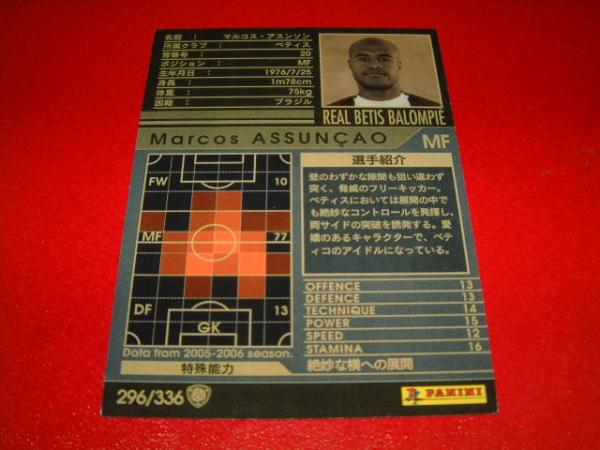 名前 : マルコス・アスンソン
所属クラブ : ベティス
背番号 : 20
ポジション : MF
生年月日 : 1976/7/25
身長 : 1m78cm
体重 : 75kg
国籍 : ブラジル
REAL BETIS BALOMPIÉ
Marcos ASSUNÇAO MF
FW 10
MF 77
DF 13
GK
Data from 2005-2006 season.
選手紹介
壁のわずかな隙間も狙い違わず
突く、脅威のフリーキッカー。
ベティスにおいては展開の中で
も絶妙なコントロールを発揮し、
両サイドの突破を誘発する。愛
嬌のあるキャラクターで、ベテ
ィコのアイドルになっている。
OFFENCE 13
DEFENCE 13
TECHNIQUE 14
POWER 15
SPEED 12
STAMINA 16
特殊能力 絶妙な横への展開
296/336 PANINI